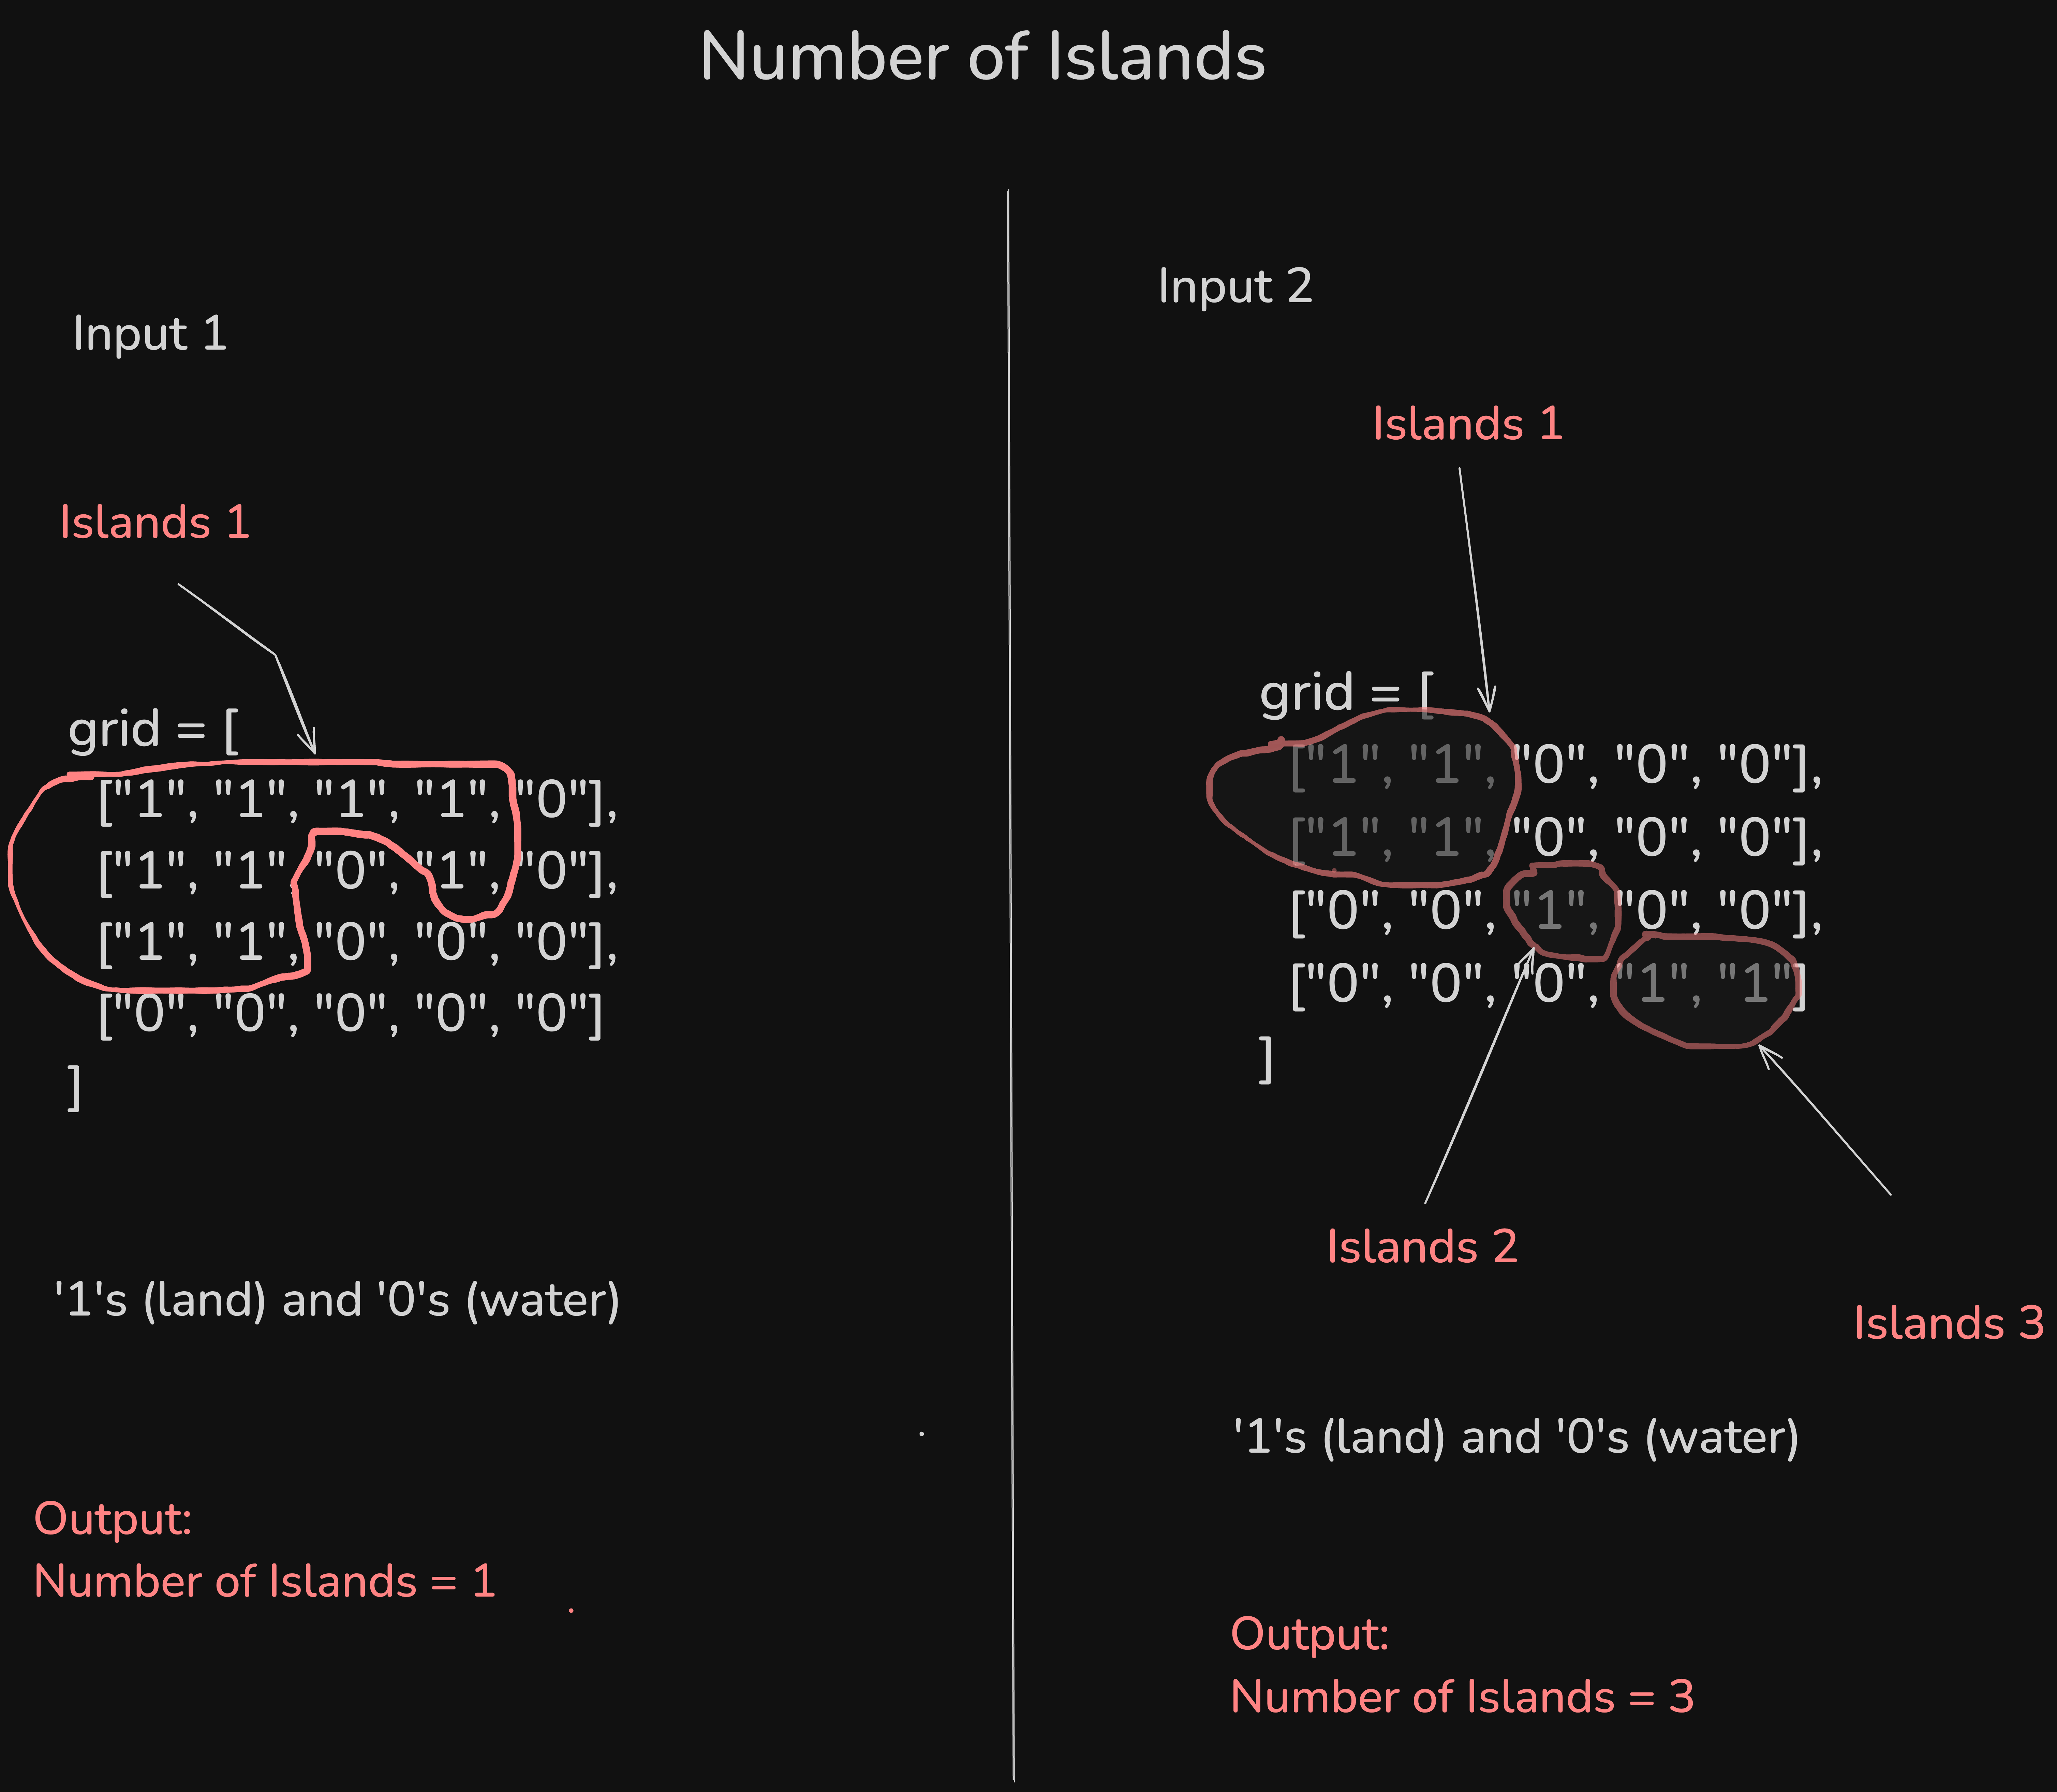 Number of Islands
Input 1
Islands 1
grid = [
["1", "1", "1", "1", "0"],
["1", "1", "0", "1", "0"],
["1", "1", "0", "0", "0"],
["0", "0", "0", "0", "0"]
]
'1's (land) and '0's (water)
Output:
Number of Islands = 1
Input 2
Islands 1
grid = [
["1", "1", "0", "0", "0"],
["1", "1", "0", "0", "0"],
["0", "0", "1", "0", "0"],
["0", "0", "0", "1", "1"]
]
Islands 2
Islands 3
'1's (land) and '0's (water)
Output:
Number of Islands = 3